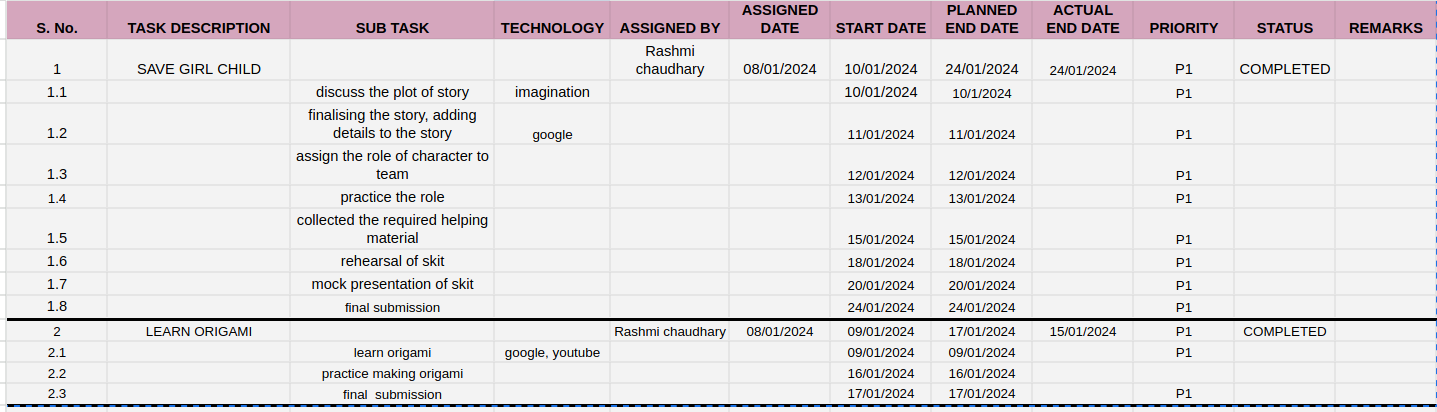 S. No. TASK DESCRIPTION SUB TASK TECHNOLOGY ASSIGNED BY ASSIGNED DATE START DATE PLANNED END DATE ACTUAL END DATE PRIORITY STATUS REMARKS
1 SAVE GIRL CHILD Rashmi chaudhary 08/01/2024 10/01/2024 24/01/2024 24/01/2024 P1 COMPLETED
1.1 discuss the plot of story imagination 10/01/2024 10/1/2024 P1
1.2 finalising the story, adding details to the story google 11/01/2024 11/01/2024 P1
1.3 assign the role of character to team 12/01/2024 12/01/2024 P1
1.4 practice the role 13/01/2024 13/01/2024 P1
1.5 collected the required helping material 15/01/2024 15/01/2024 P1
1.6 rehearsal of skit 18/01/2024 18/01/2024 P1
1.7 mock presentation of skit 20/01/2024 20/01/2024 P1
1.8 final submission 24/01/2024 24/01/2024 P1
2 LEARN ORIGAMI Rashmi chaudhary 08/01/2024 09/01/2024 17/01/2024 15/01/2024 P1 COMPLETED
2.1 learn origami google, youtube 09/01/2024 09/01/2024 P1
2.2 practice making origami 16/01/2024 16/01/2024
2.3 final submission 17/01/2024 17/01/2024 P1